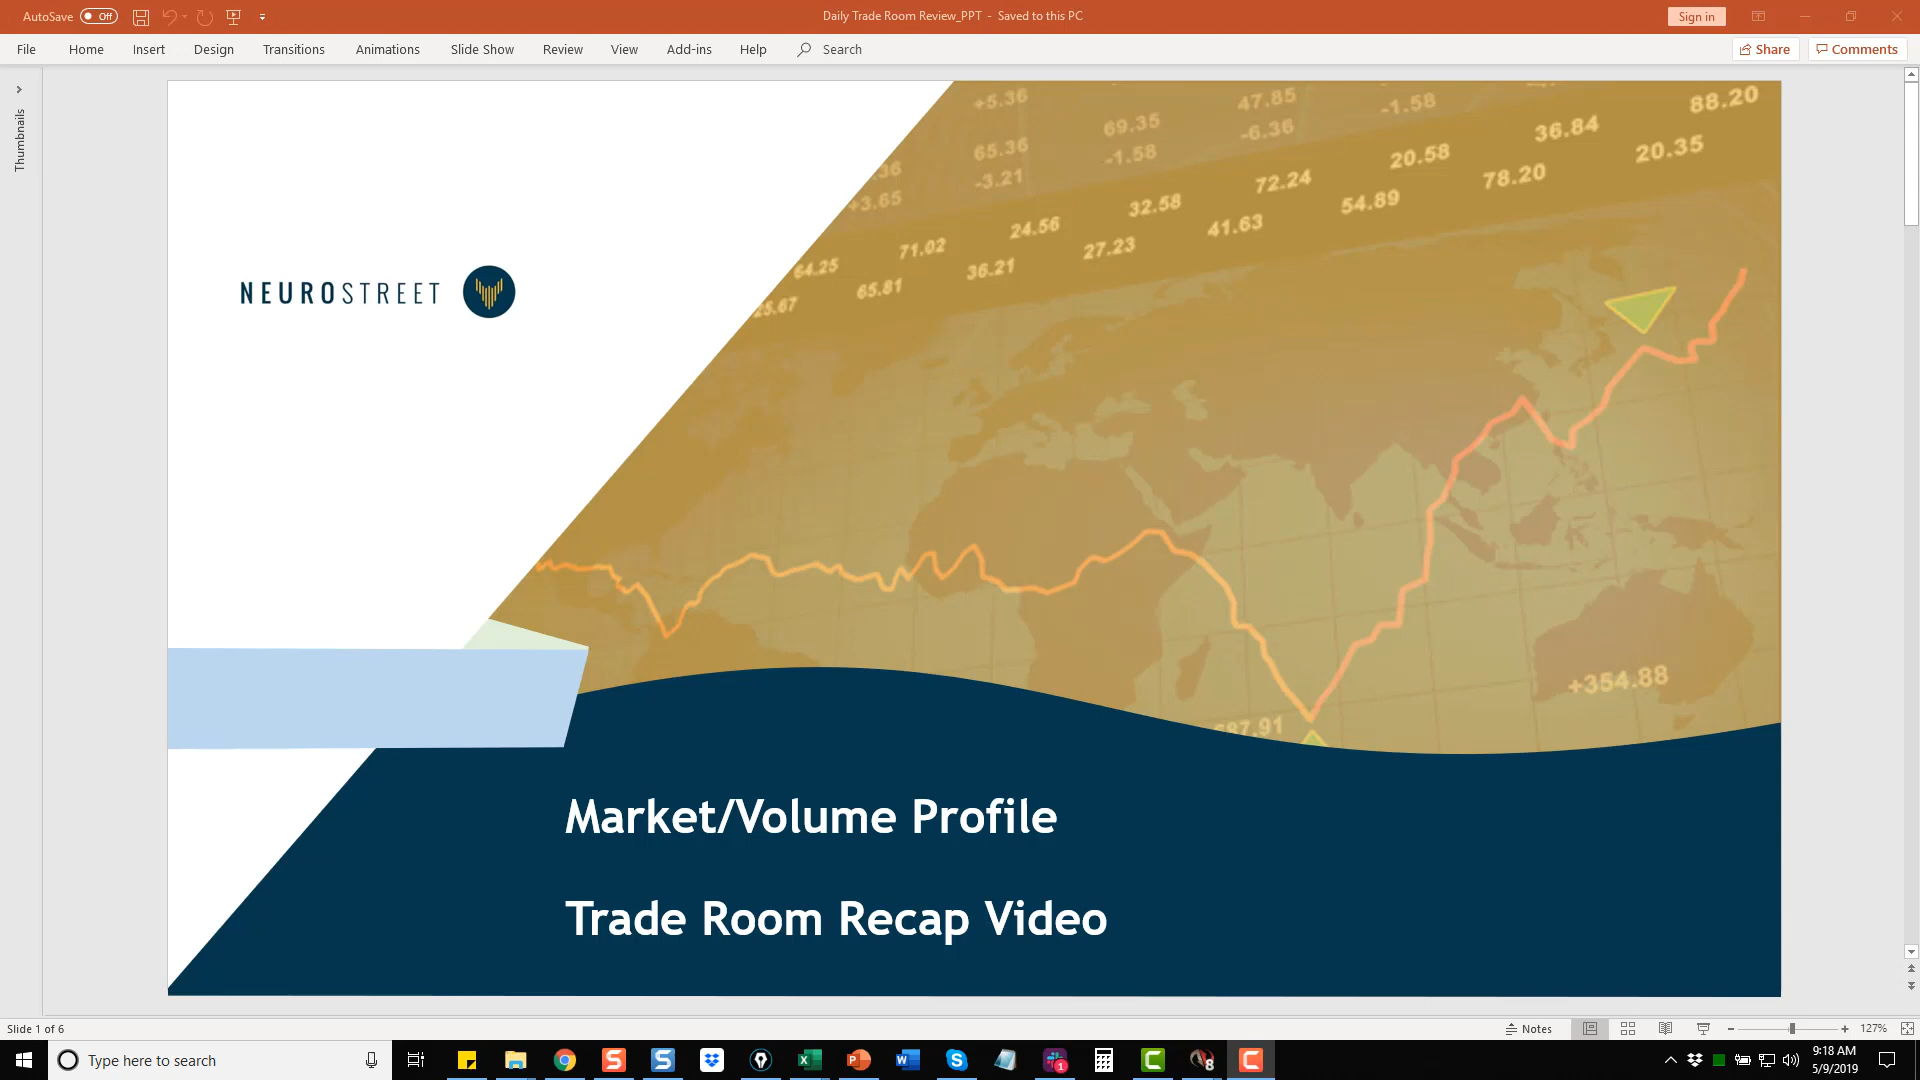 AutoSave Off
Daily Trade Room Review_PPT - Saved to this PC
Sign in
File Home Insert Design Transitions Animations Slide Show Review View Add-ins Help Search
Share Comments
Thumbnails
+5.36 47.85 -1.58 88.20
69.35 -6.36 36.84
65.36 -1.58 20.58 20.35
-3.21 72.24 78.20
+3.65 32.58 54.89
24.56 41.63
71.02 27.23
64.25 36.21
65.81
25.67
NEUROSTREET
+354.88
Market/Volume Profile
Trade Room Recap Video
Slide 1 of 6
Notes
127%
Type here to search
9:18 AM
5/9/2019